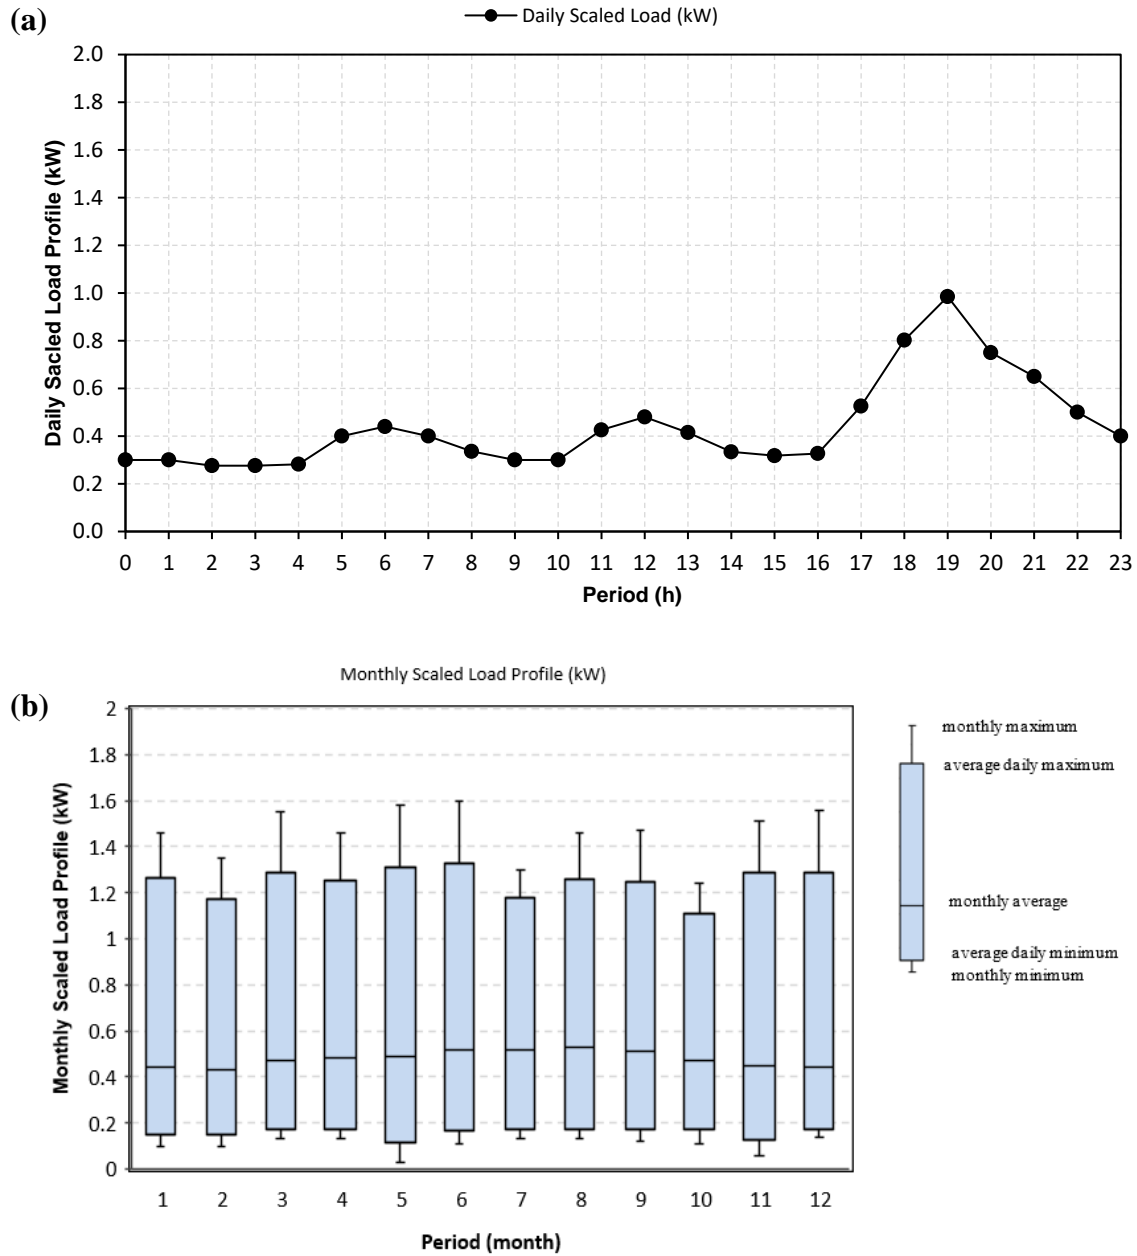 (a)
Daily Scaled Load (kW)
Daily Sacled Load Profile (kW)
2.0
1.8
1.6
1.4
1.2
1.0
0.8
0.6
0.4
0.2
0.0
0 1 2 3 4 5 6 7 8 9 10 11 12 13 14 15 16 17 18 19 20 21 22 23
Period (h)
(b)
Monthly Scaled Load Profile (kW)
Monthly Scaled Load Profile (kW)
2
1.8
1.6
1.4
1.2
1
0.8
0.6
0.4
0.2
0
1 2 3 4 5 6 7 8 9 10 11 12
Period (month)
monthly maximum
average daily maximum
monthly average
average daily minimum
monthly minimum